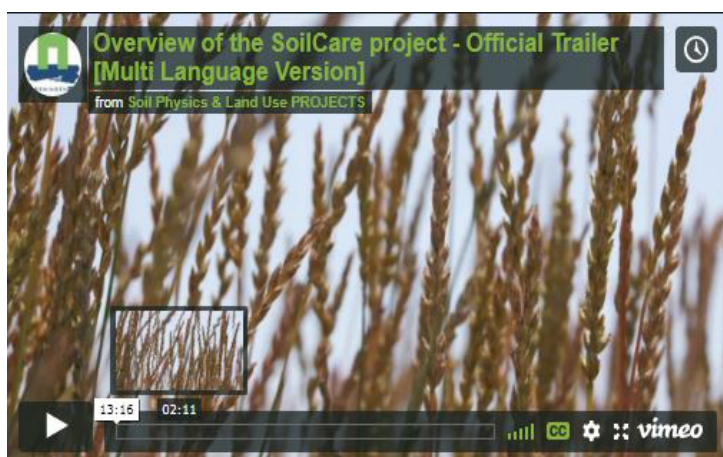 Overview of the SoilCare project - Official Trailer
[Multi Language Version]
from Soil Physics & Land Use PROJECTS
13:16 02:11
CC vimeo